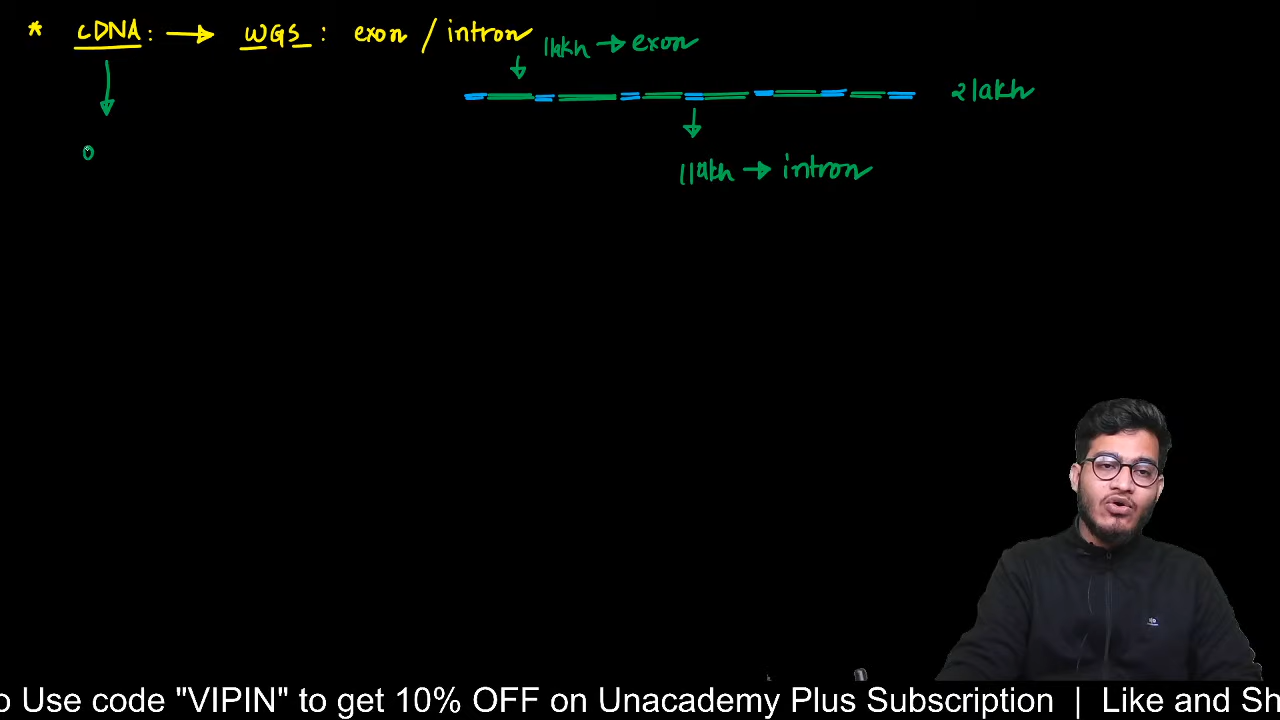 * cDNA: → WGS : exon / intron
1lakh → exon
2lakh
1lakh → intron
o Use code "VIPIN" to get 10% OFF on Unacademy Plus Subscription | Like and Sh